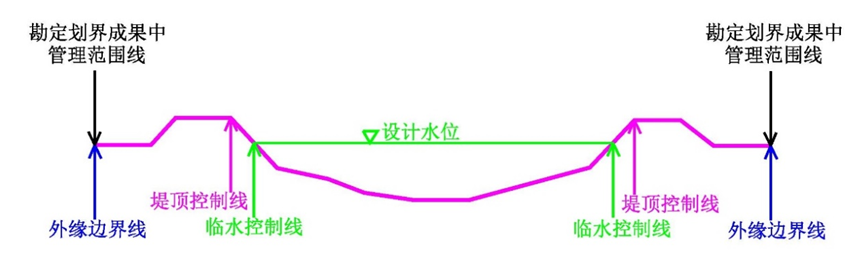 勘定划界成果中
管理范围线
勘定划界成果中
管理范围线
设计水位
堤顶控制线
临水控制线
外缘边界线
堤顶控制线
临水控制线
外缘边界线